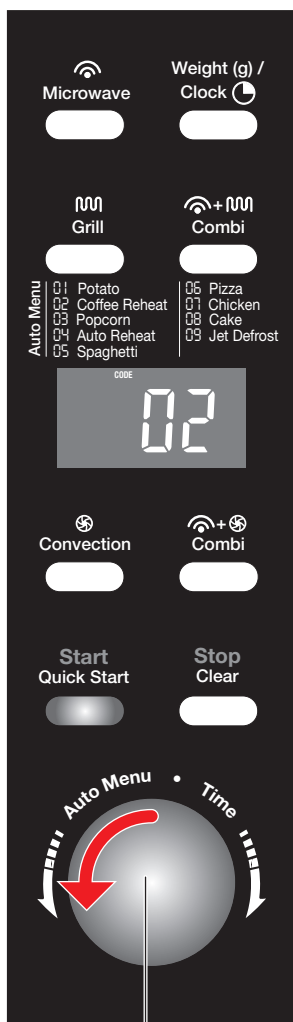 Microwave
Weight (g) /
Clock
Grill
+
Combi
Auto Menu
01 Potato
02 Coffee Reheat
03 Popcorn
04 Auto Reheat
05 Spaghetti
06 Pizza
07 Chicken
08 Cake
09 Jet Defrost
CODE
02
Convection
+
Combi
Start
Quick Start
Stop
Clear
Auto Menu • Time